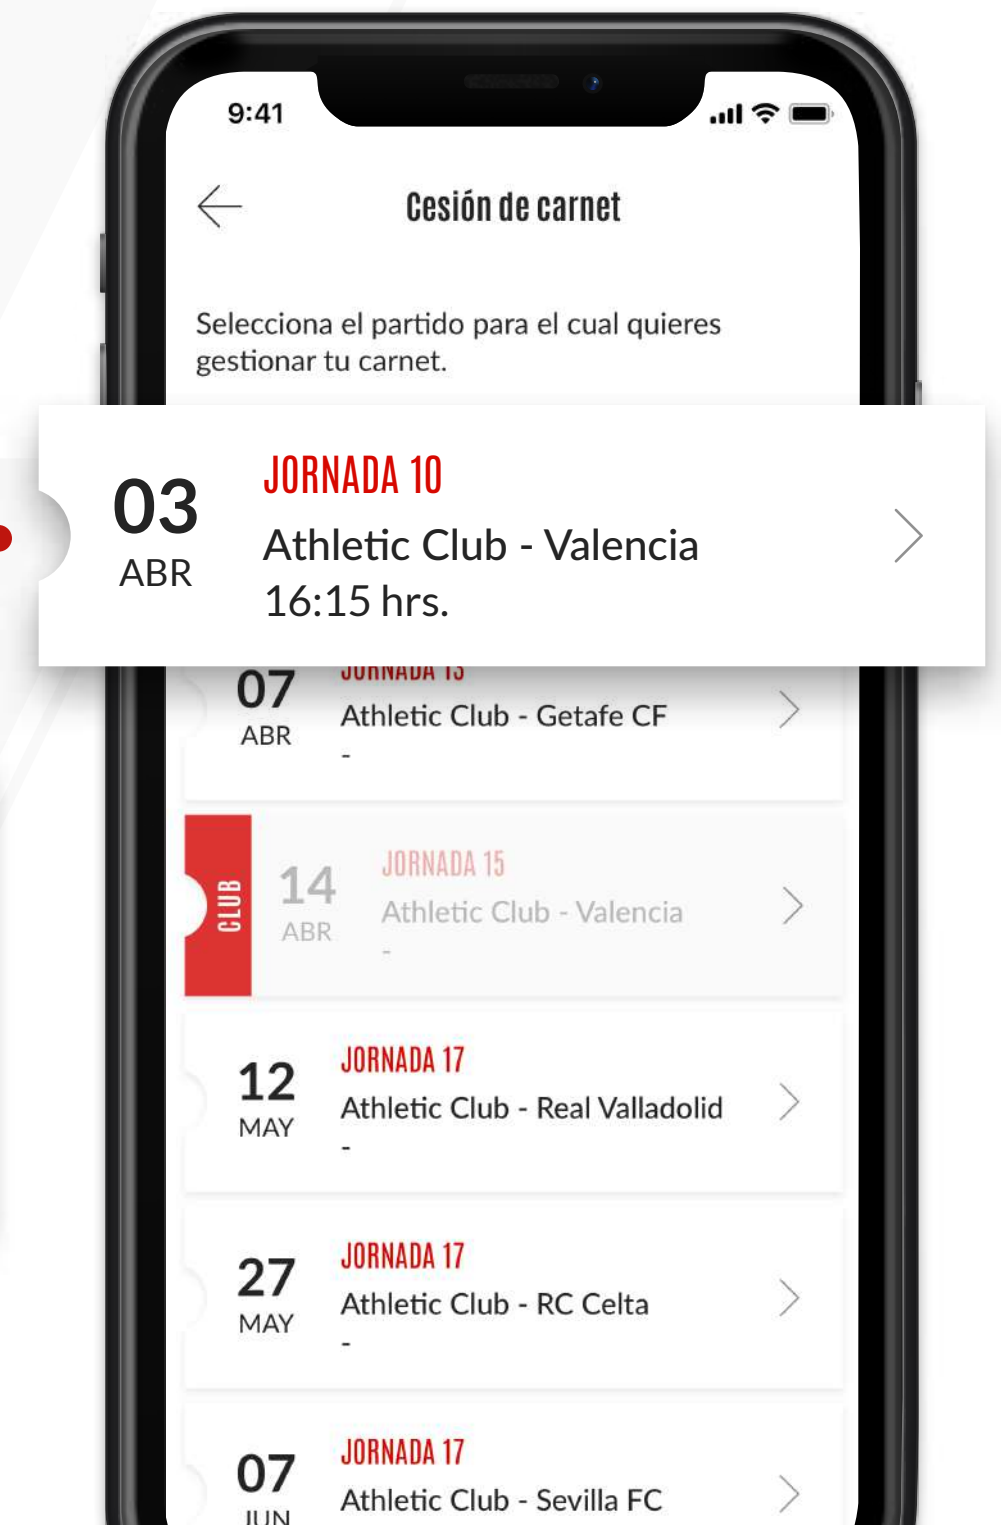 9:41
Cesión de carnet
Selecciona el partido para el cual quieres
gestionar tu carnet.
03
ABR
JORNADA 10
Athletic Club - Valencia
16:15 hrs.
07
ABR
JORNADA 13
Athletic Club - Getafe CF
-
CLUB
14
ABR
JORNADA 15
Athletic Club - Valencia
-
12
MAY
JORNADA 17
Athletic Club - Real Valladolid
-
27
MAY
JORNADA 17
Athletic Club - RC Celta
-
07
JUN
JORNADA 17
Athletic Club - Sevilla FC